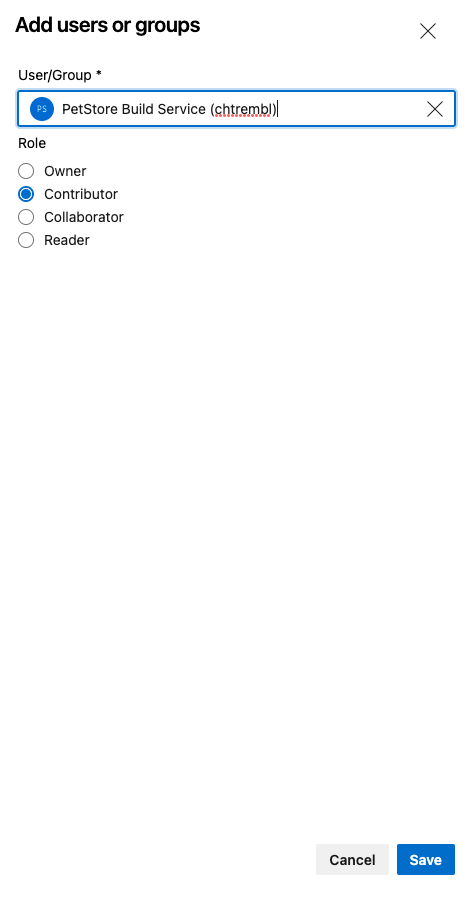 Add users or groups
User/Group *
PS PetStore Build Service (chtrembl)
Role
Owner
Contributor
Collaborator
Reader
Cancel Save